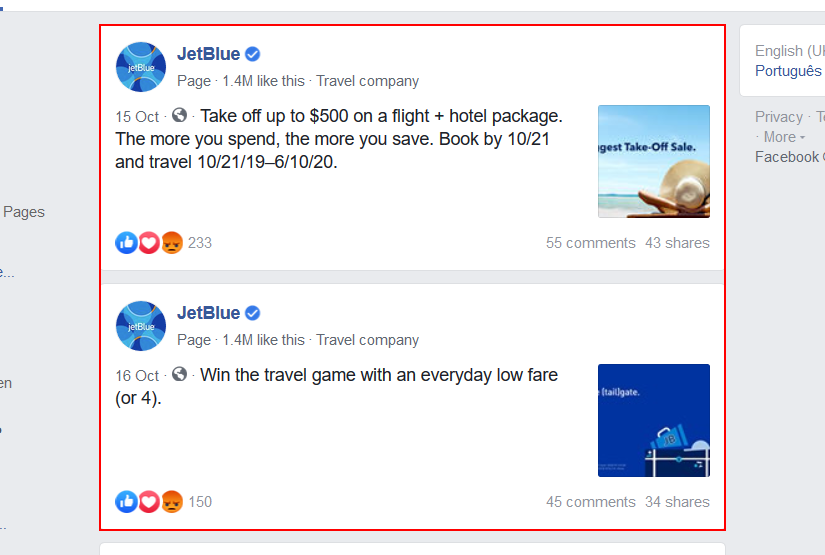 JetBlue
Page · 1.4M like this · Travel company
15 Oct · · Take off up to $500 on a flight + hotel package.
The more you spend, the more you save. Book by 10/21
and travel 10/21/19–6/10/20.
gest Take-Off Sale.
jetBlue
233
55 comments 43 shares
JetBlue
Page · 1.4M like this · Travel company
16 Oct · · Win the travel game with an everyday low fare
(or 4).
[tail]gate.
jetBlue
150
45 comments 34 shares
Pages
e...
en
English (U
Português
Privacy · T
· More
Facebook